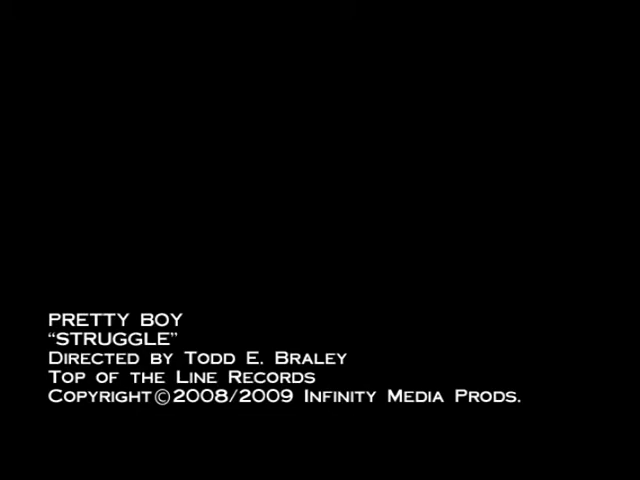 PRETTY BOY
“STRUGGLE”
Directed by Todd E. Braley
Top of the Line Records
Copyright©2008/2009 Infinity Media Prods.